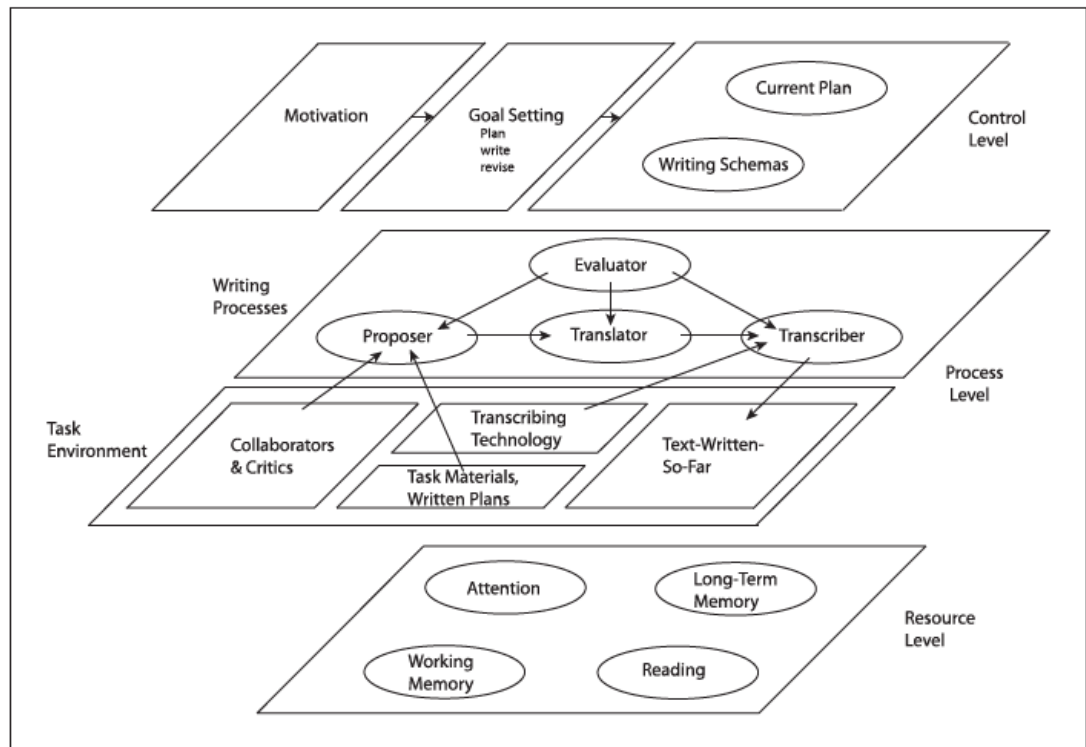 Motivation
Goal Setting
Plan
write
revise
Current Plan
Writing Schemas
Control
Level
Writing
Processes
Evaluator
Proposer
Translator
Transcriber
Process
Level
Task
Environment
Collaborators
& Critics
Transcribing
Technology
Task Materials,
Written Plans
Text-Written-
So-Far
Attention
Long-Term
Memory
Working
Memory
Reading
Resource
Level